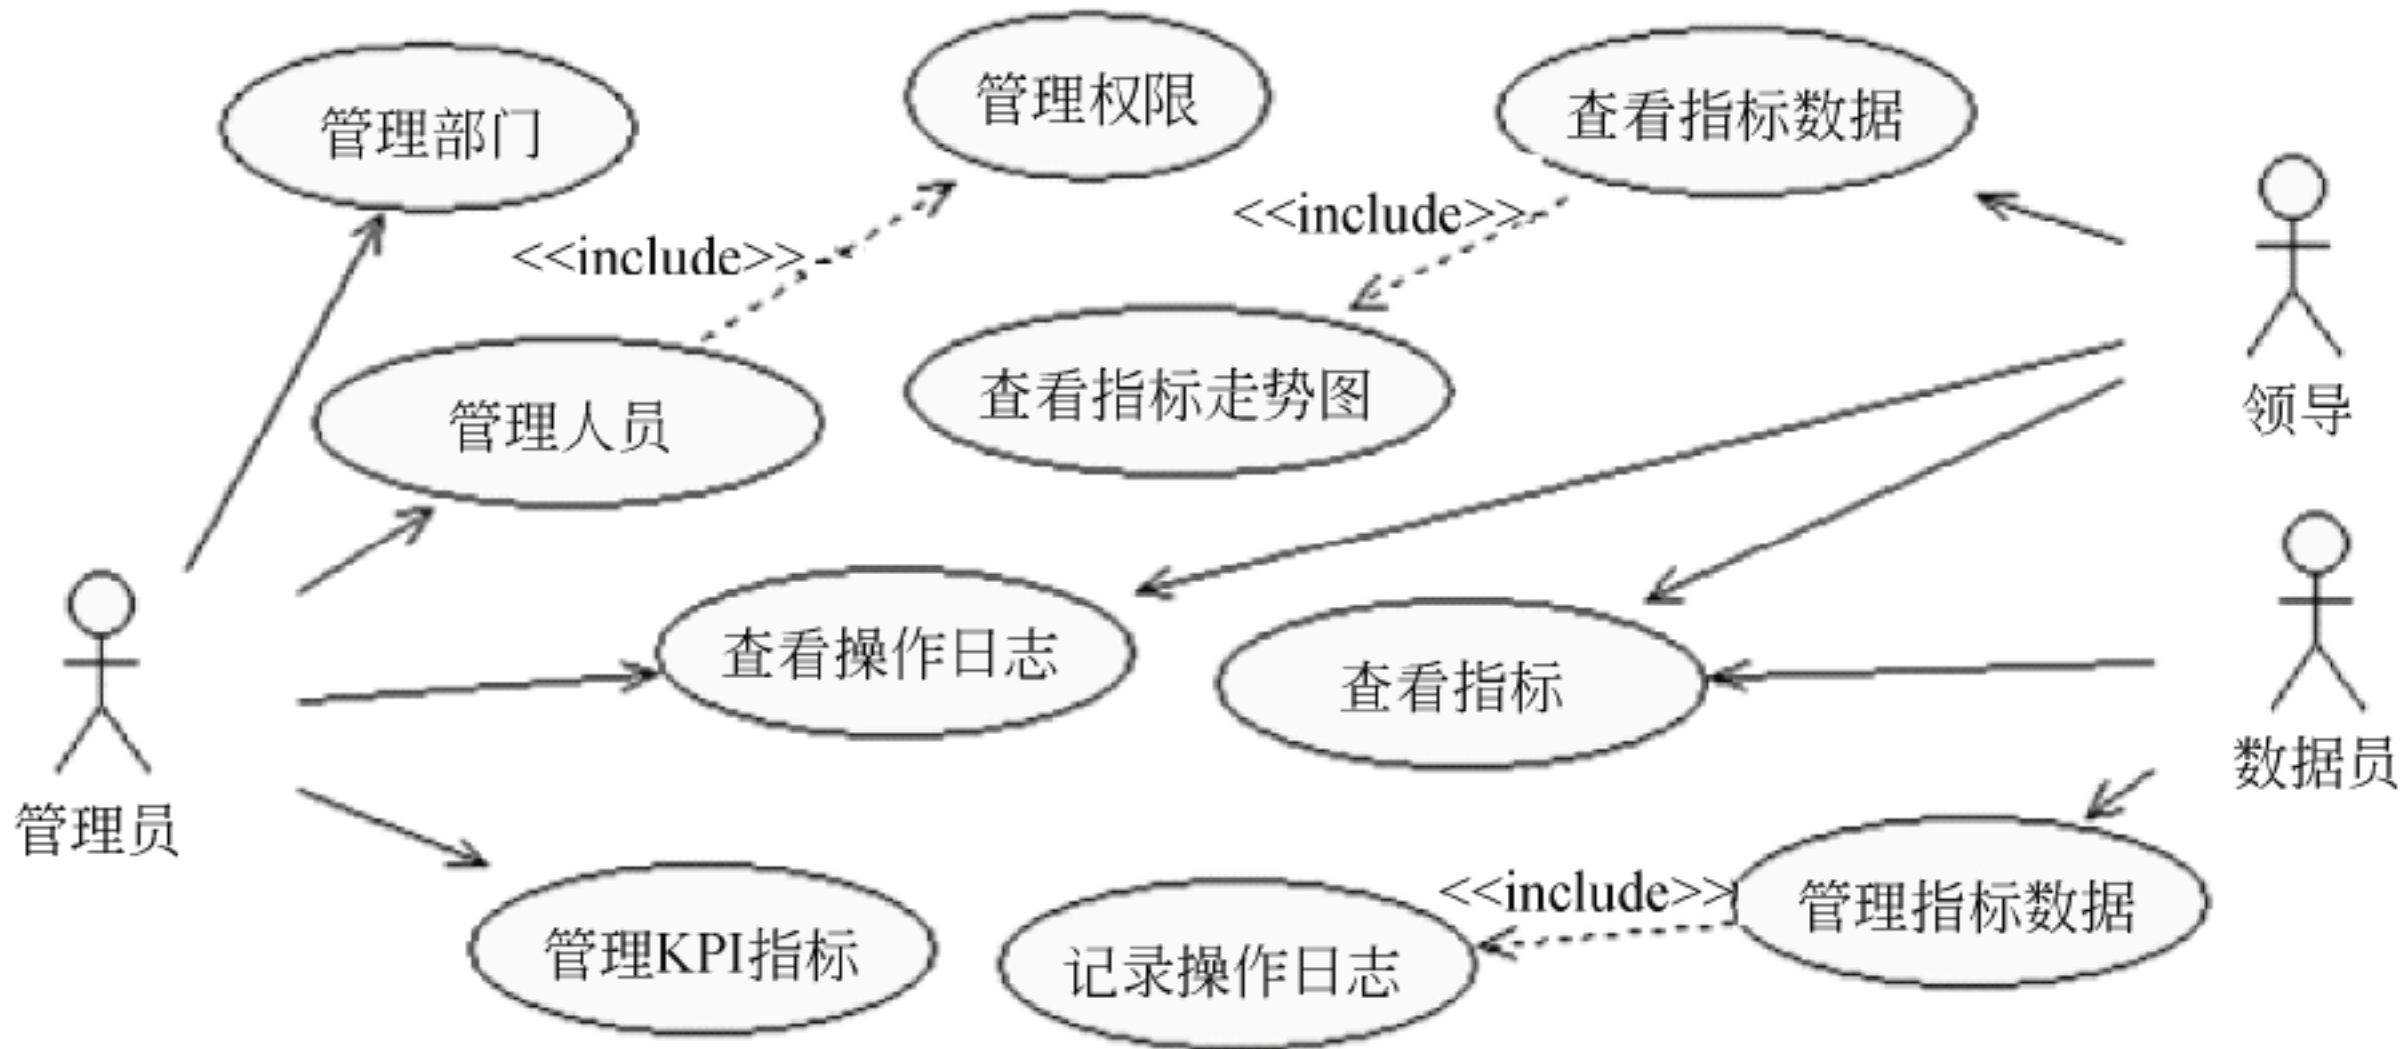 管理部门
管理权限
查看指标数据
<<include>>
<<include>>
管理人员
查看指标走势图
领导
查看操作日志
查看指标
数据员
管理员
<<include>>
管理指标数据
管理KPI指标
记录操作日志